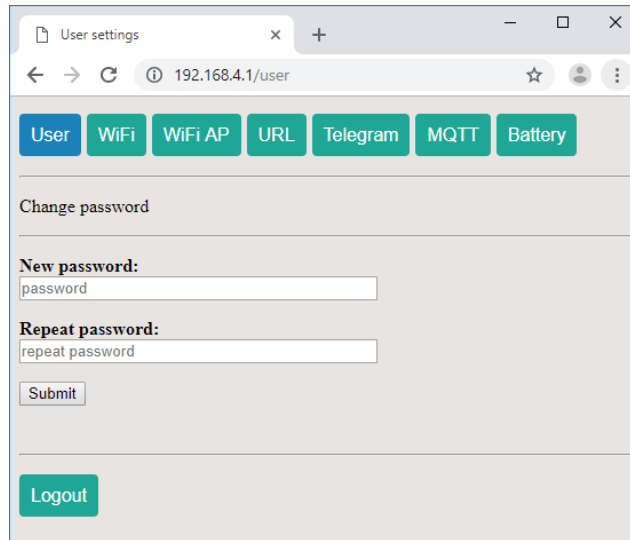 User settings
192.168.4.1/user
User WiFi WiFi AP URL Telegram MQTT Battery
Change password
New password:
password
Repeat password:
repeat password
Submit
Logout